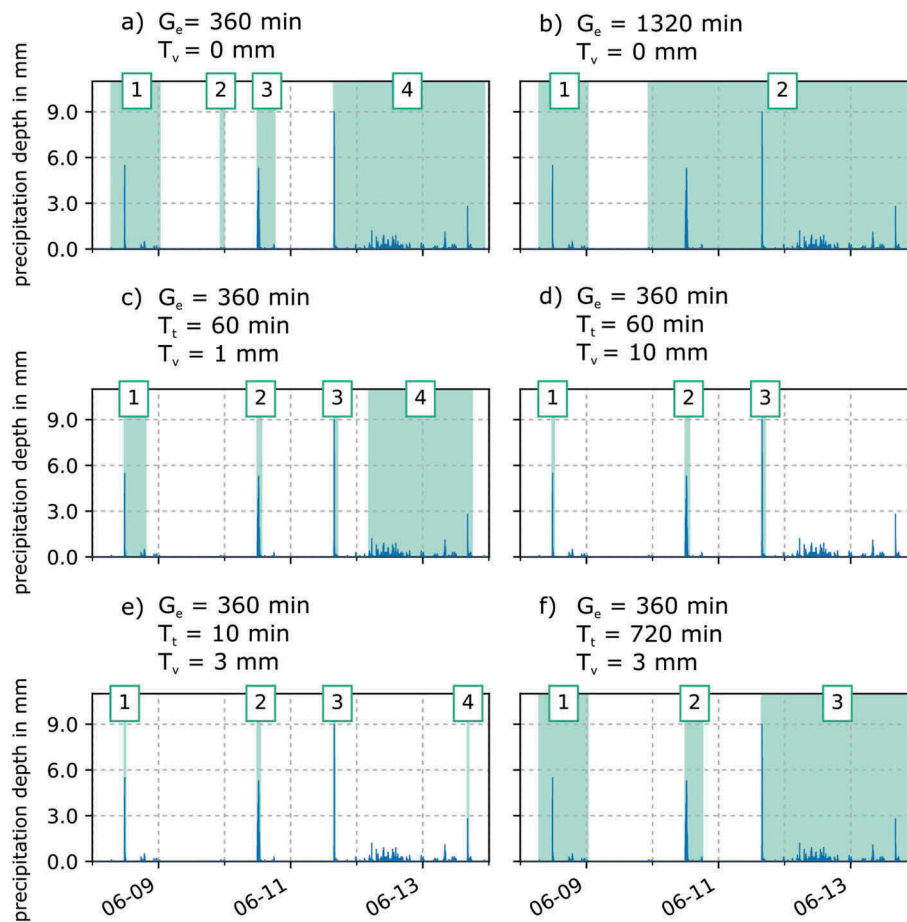 a) Gₑ = 360 min
Tᵥ = 0 mm
b) Gₑ = 1320 min
Tᵥ = 0 mm
precipitation depth in mm
9.0
6.0
3.0
0.0
1 2 3 4
1 2
c) Gₑ = 360 min
Tₜ = 60 min
Tᵥ = 1 mm
d) Gₑ = 360 min
Tₜ = 60 min
Tᵥ = 10 mm
precipitation depth in mm
9.0
6.0
3.0
0.0
1 2 3 4
1 2 3
e) Gₑ = 360 min
Tₜ = 10 min
Tᵥ = 3 mm
f) Gₑ = 360 min
Tₜ = 720 min
Tᵥ = 3 mm
precipitation depth in mm
9.0
6.0
3.0
0.0
1 2 3 4
1 2 3
06-09 06-11 06-13
06-09 06-11 06-13